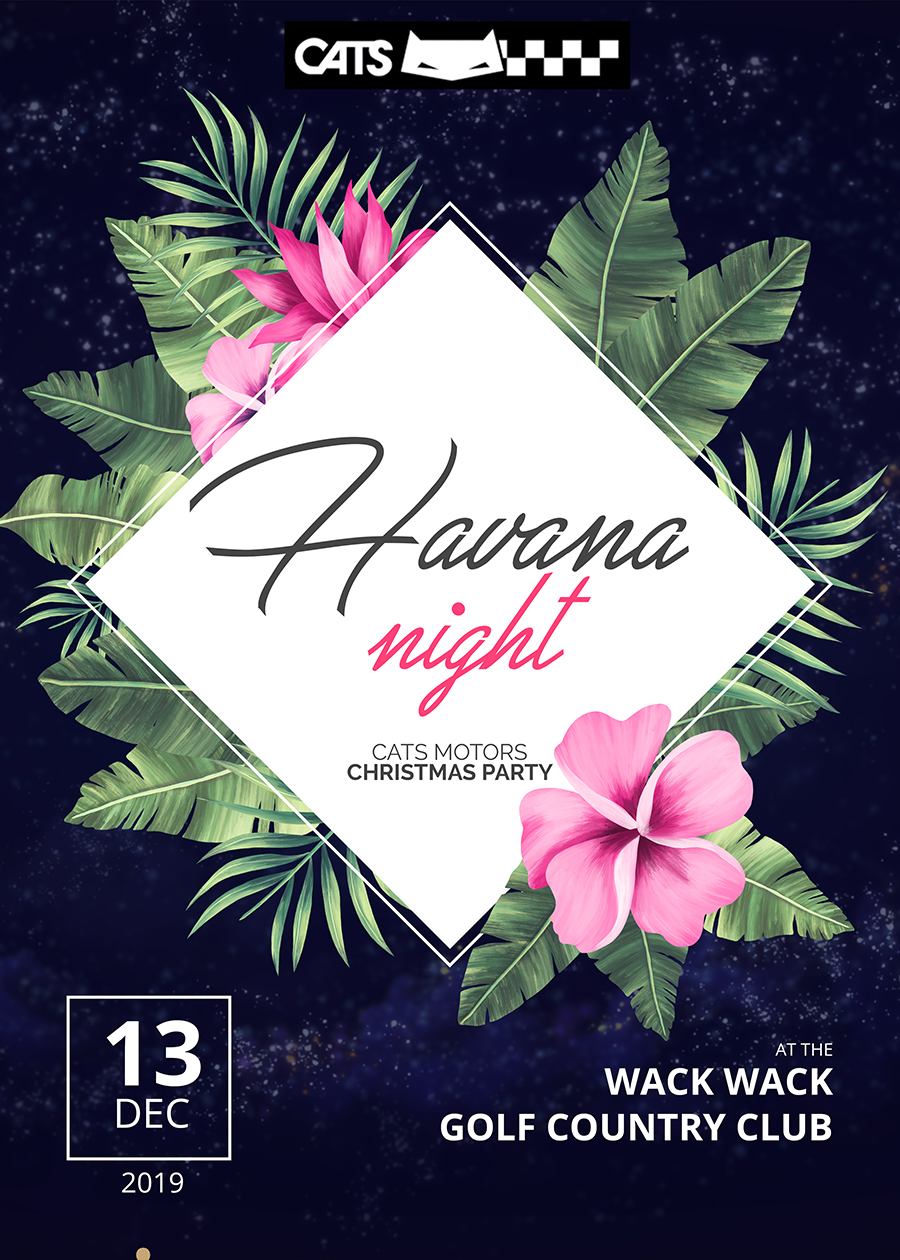 CATS
Havana
night
CATS MOTORS
CHRISTMAS PARTY
13
DEC
2019
AT THE
WACK WACK
GOLF COUNTRY CLUB